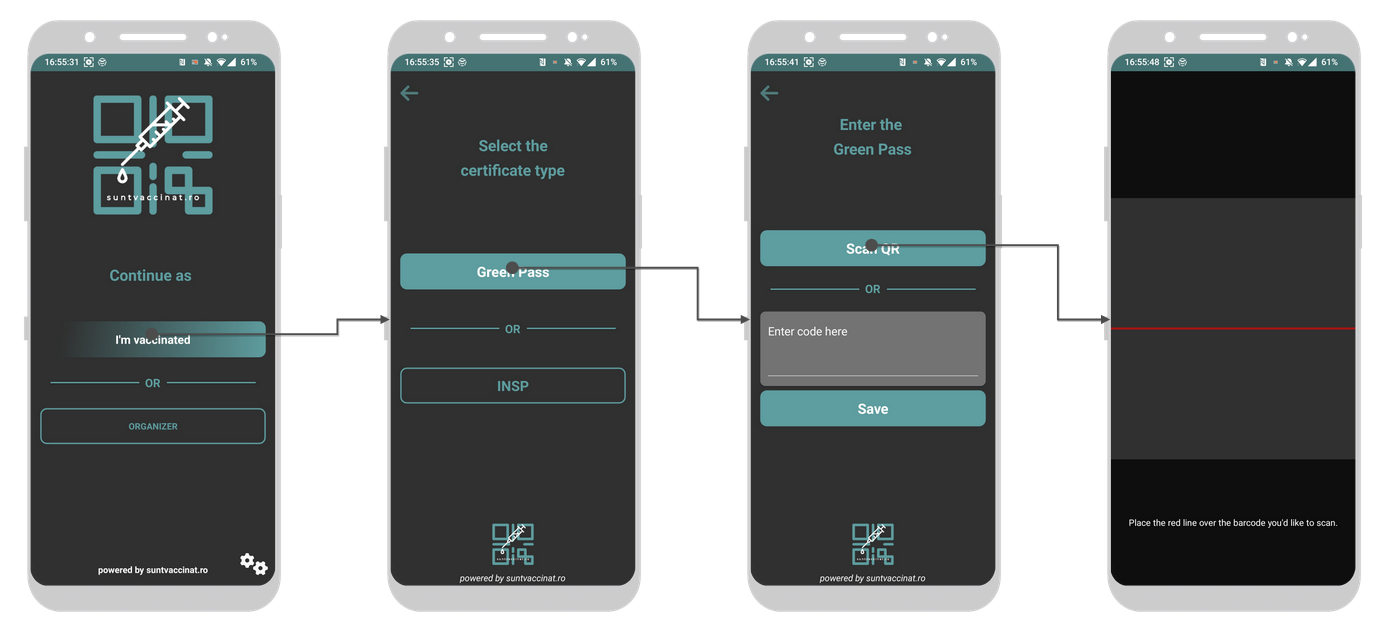 16:55:31
61%
suntvaccinat.ro
Continue as
I'm vaccinated
OR
ORGANIZER
powered by suntvaccinat.ro
16:55:35
61%
Select the
certificate type
Green Pass
OR
INSP
powered by suntvaccinat.ro
16:55:41
61%
Enter the
Green Pass
Scan QR
OR
Enter code here
Save
powered by suntvaccinat.ro
16:55:48
61%
Place the red line over the barcode you'd like to scan.